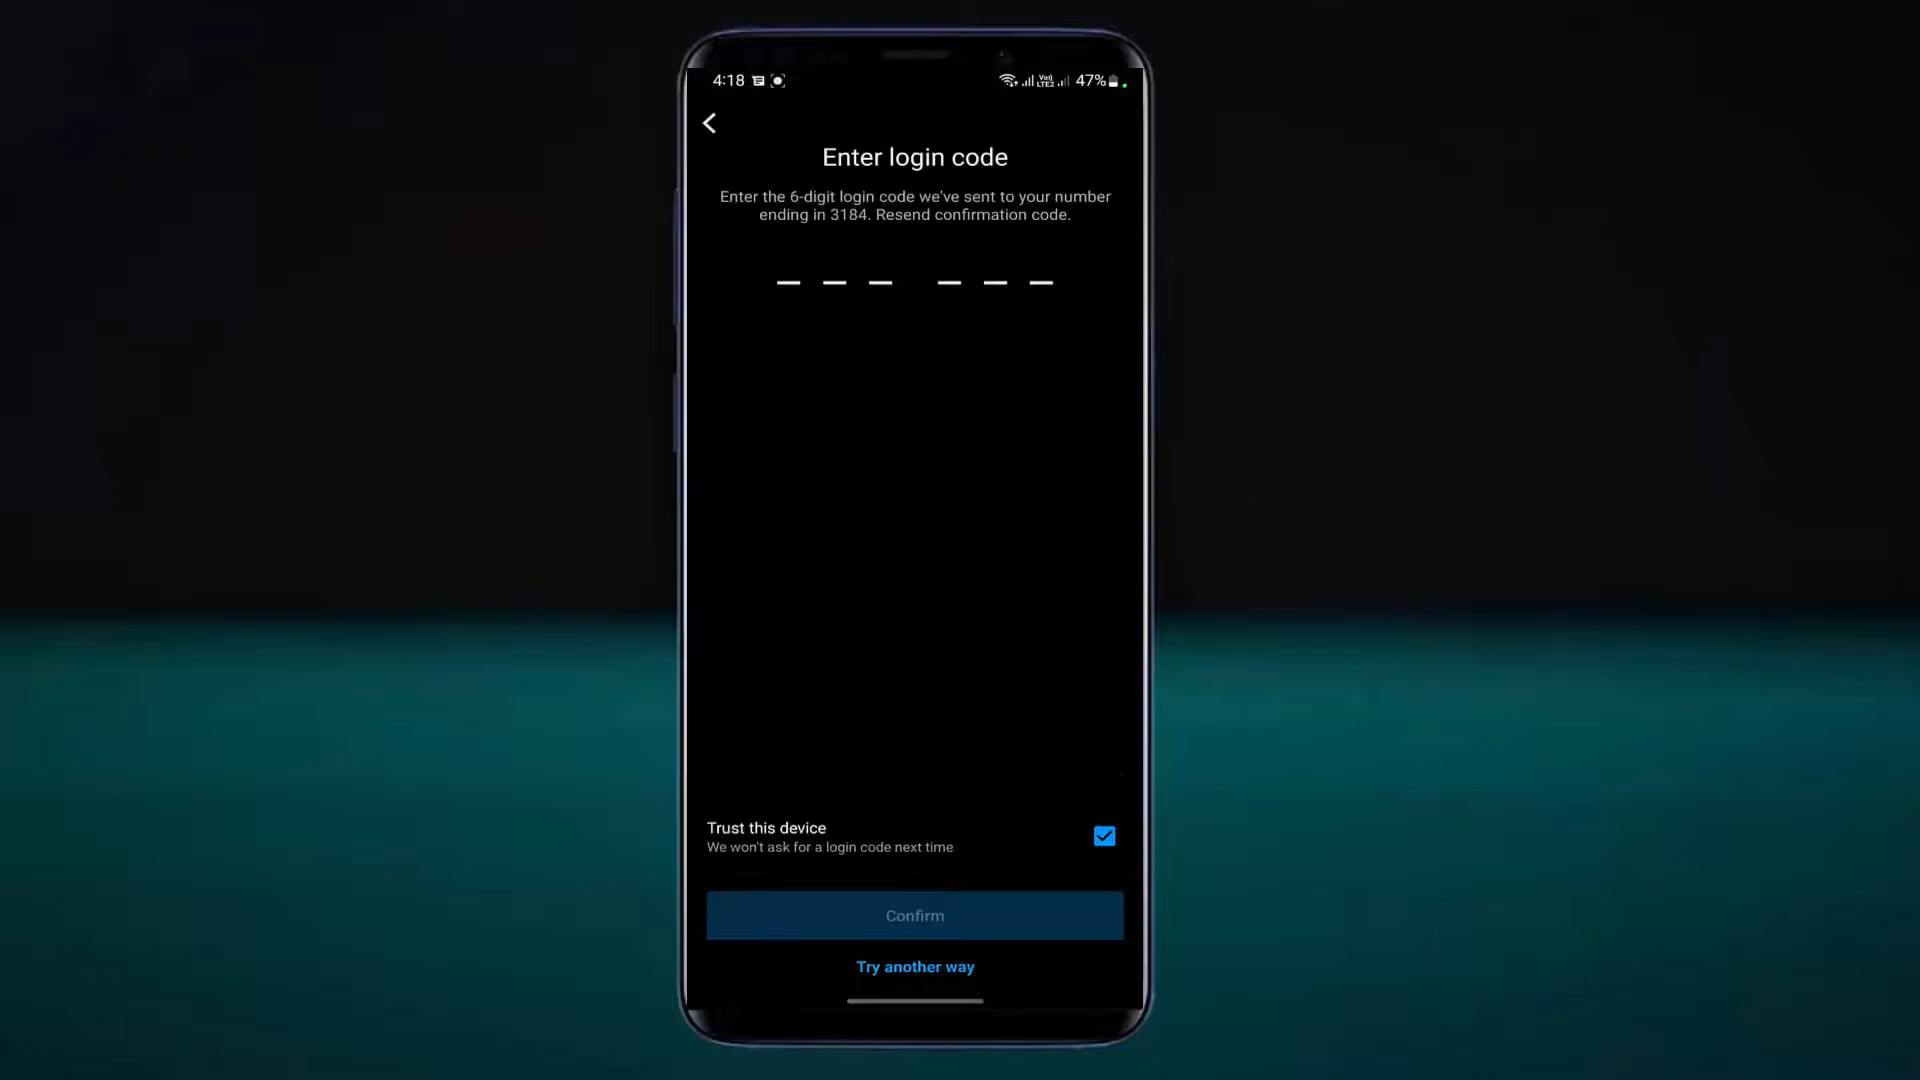 4:18
Vo)) LTE2 47%
Enter login code
Enter the 6-digit login code we've sent to your number
ending in 3184. Resend confirmation code.
Trust this device
We won't ask for a login code next time
Confirm
Try another way